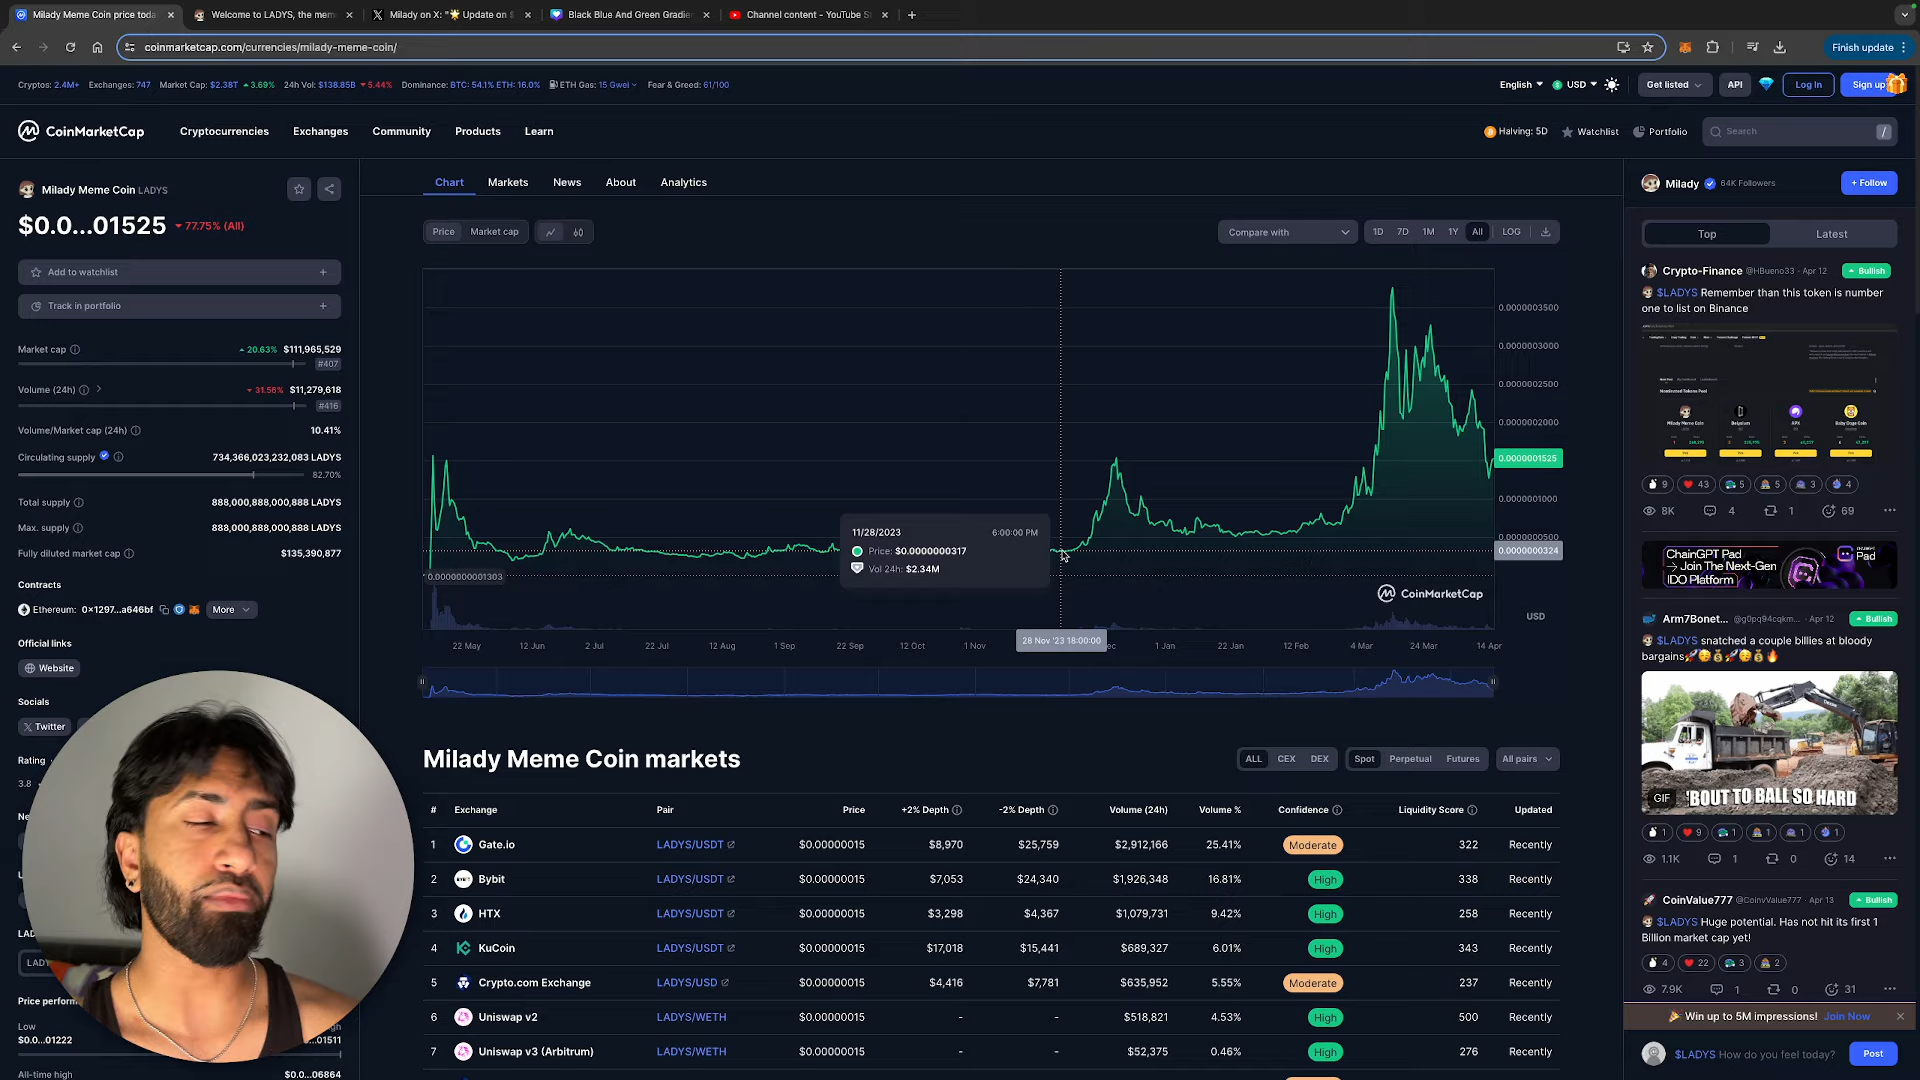 Milady Meme Coin price toda
Welcome to LADYS, the mem
Milady on X: "🌟 Update on $
Black Blue And Green Gradie
Channel content - YouTube S
coinmarketcap.com/currencies/milady-meme-coin/
Finish update
Cryptos: 2.4M+ Exchanges: 747 Market Cap: $2.38T 3.69% 24h Vol: $138.85B 5.44% Dominance: BTC: 54.1% ETH: 16.0% ETH Gas: 15 Gwei Fear & Greed: 61/100
English USD Get listed API Log In Sign up
CoinMarketCap Cryptocurrencies Exchanges Community Products Learn
Halving: 5D Watchlist Portfolio Search /
Milady Meme Coin LADYS
$0.0...01525 77.75% (All)
Add to watchlist +
Track in portfolio +
Market cap 20.63% $111,965,529
#407
Volume (24h) 31.56% $11,279,618
#416
Volume/Market cap (24h) 10.41%
Circulating supply 734,366,023,232,083 LADYS
82.70%
Total supply 888,000,888,000,888 LADYS
Max. supply 888,000,888,000,888 LADYS
Fully diluted market cap $135,390,877
Contracts
Ethereum: 0x1297...a646bf More
Official links
Website
Socials
Twitter
Rating
3.8
Price perform
Low
$0.0...01222
...01511
All-time high
$0.0...06864
Chart Markets News About Analytics
Price Market cap
Compare with 1D 7D 1M 1Y All LOG
0.0000003500
0.0000003000
0.0000002500
0.0000002000
0.0000001525
0.0000001000
0.0000000500
0.0000000324
11/28/2023 6:00:00 PM
Price: $0.0000000317
Vol 24h: $2.34M
0.0000000001303
CoinMarketCap
USD
28 Nov '23 18:00:00
22 May 12 Jun 2 Jul 22 Jul 12 Aug 1 Sep 22 Sep 12 Oct 1 Nov ec 1 Jan 22 Jan 12 Feb 4 Mar 24 Mar 14 Apr
Milady Meme Coin markets
ALL CEX DEX Spot Perpetual Futures All pairs
# Exchange Pair Price +2% Depth -2% Depth Volume (24h) Volume % Confidence Liquidity Score Updated
1 Gate.io LADYS/USDT $0.00000015 $8,970 $25,759 $2,912,166 25.41% Moderate 322 Recently
2 Bybit LADYS/USDT $0.00000015 $7,053 $24,340 $1,926,348 16.81% High 338 Recently
3 HTX LADYS/USDT $0.00000015 $3,298 $4,367 $1,079,731 9.42% High 258 Recently
4 KuCoin LADYS/USDT $0.00000015 $17,018 $15,441 $689,327 6.01% High 343 Recently
5 Crypto.com Exchange LADYS/USD $0.00000015 $4,416 $7,781 $635,952 5.55% Moderate 237 Recently
6 Uniswap v2 LADYS/WETH $0.00000015 - - $518,821 4.53% High 500 Recently
7 Uniswap v3 (Arbitrum) LADYS/WETH $0.00000015 - - $52,375 0.46% High 276 Recently
Milady 64K Followers + Follow
Top Latest
Crypto-Finance @HBueno33 · Apr 12 Bullish
$LADYS Remember than this token is number
one to list on Binance
9 43 5 5 3 4
8K 4 1 69
ChainGPT Pad
→ Join The Next-Gen
IDO Platform
Pad
Arm7Bonet... @g0pq94cqkm... · Apr 12 Bullish
$LADYS snatched a couple billies at bloody
bargains🚀🥳💰🚀🥳💰🔥
GIF 'BOUT TO BALL SO HARD
1 9 1 1 1 1
1.1K 1 0 14
CoinValue777 @CoinvValue777 · Apr 13 Bullish
$LADYS Huge potential. Has not hit its first 1
Billion market cap yet!
4 22 3 2
7.9K 1 0 31
🎉 Win up to 5M impressions! Join Now
$LADYS How do you feel today? Post